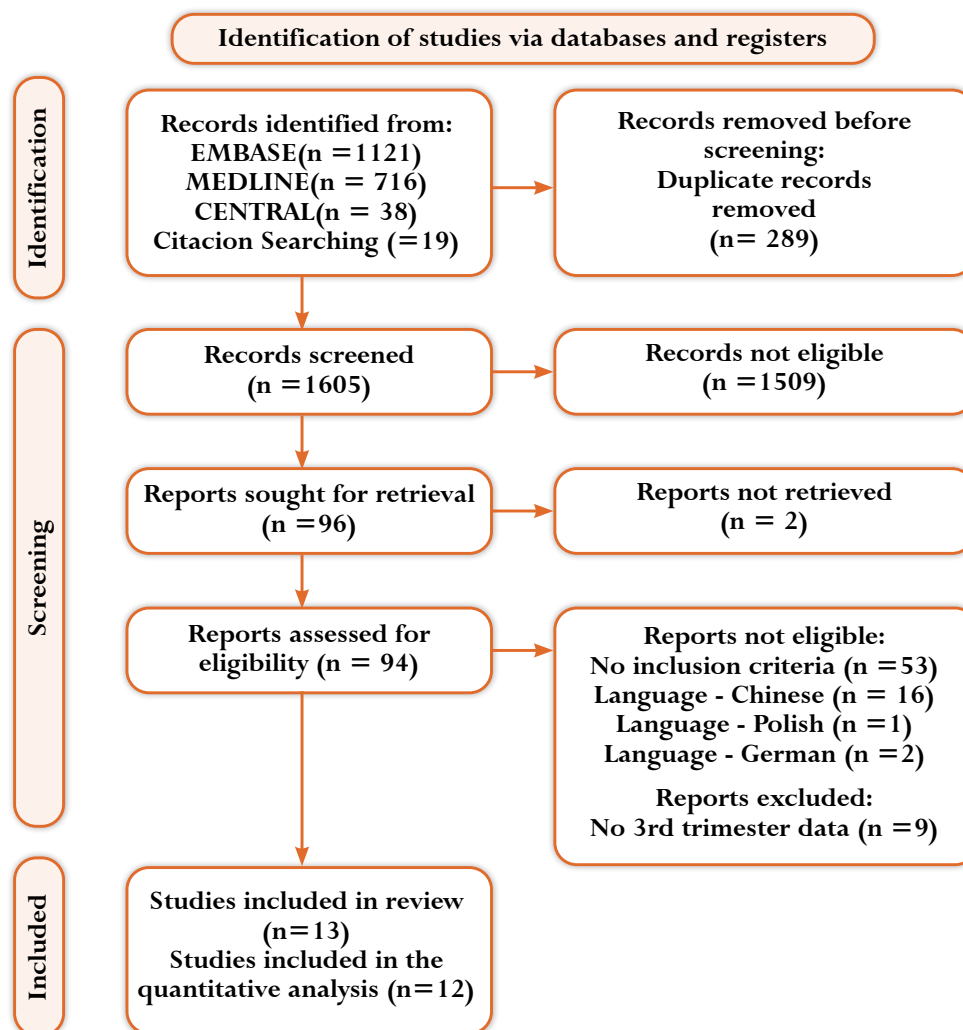 Identification of studies via databases and registers
Identification
Records identified from:
EMBASE(n =1121)
MEDLINE(n = 716)
CENTRAL(n = 38)
Citacion Searching (=19)
Records removed before
screening:
Duplicate records
removed
(n= 289)
Screening
Records screened
(n =1605)
Records not eligible
(n =1509)
Reports sought for retrieval
(n =96)
Reports not retrieved
(n = 2)
Reports assessed for
eligibility (n = 94)
Reports not eligible:
No inclusion criteria (n =53)
Language - Chinese (n = 16)
Language - Polish (n =1)
Language - German (n =2)
Reports excluded:
No 3rd trimester data (n =9)
Included
Studies included in review
(n=13)
Studies included in the
quantitative analysis (n=12)